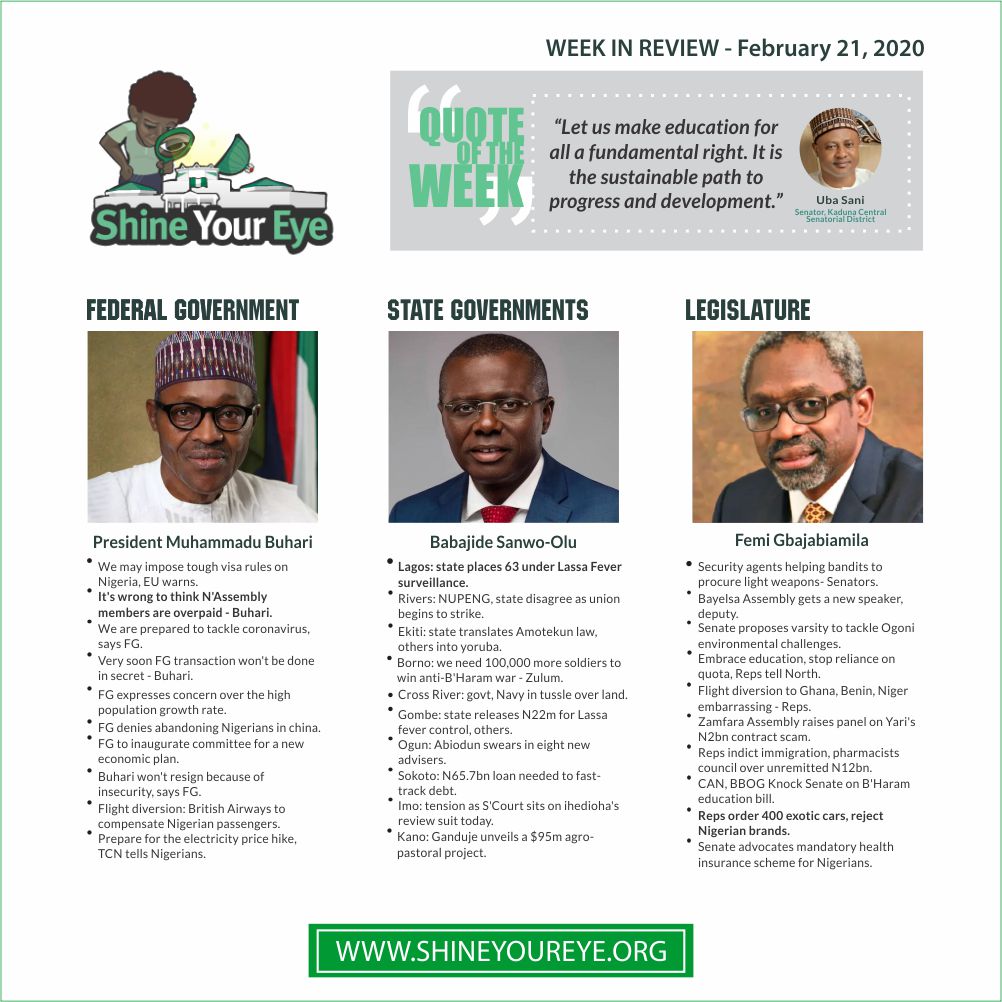 WEEK IN REVIEW - February 21, 2020
Shine Your Eye
QUOTE
OF THE
WEEK
“Let us make education for
all a fundamental right. It is
the sustainable path to
progress and development.”
Uba Sani
Senator, Kaduna Central
Senatorial District
FEDERAL GOVERNMENT
President Muhammadu Buhari
• We may impose tough visa rules on
Nigeria, EU warns.
• It's wrong to think N'Assembly
members are overpaid - Buhari.
• We are prepared to tackle coronavirus,
says FG.
• Very soon FG transaction won't be done
in secret - Buhari.
• FG expresses concern over the high
population growth rate.
• FG denies abandoning Nigerians in china.
• FG to inaugurate committee for a new
economic plan.
• Buhari won't resign because of
insecurity, says FG.
• Flight diversion: British Airways to
compensate Nigerian passengers.
• Prepare for the electricity price hike,
TCN tells Nigerians.
STATE GOVERNMENTS
Babajide Sanwo-Olu
• Lagos: state places 63 under Lassa Fever
surveillance.
• Rivers: NUPENG, state disagree as union
begins to strike.
• Ekiti: state translates Amotekun law,
others into yoruba.
• Borno: we need 100,000 more soldiers to
win anti-B'Haram war - Zulum.
• Cross River: govt, Navy in tussle over land.
• Gombe: state releases N22m for Lassa
fever control, others.
• Ogun: Abiodun swears in eight new
advisers.
• Sokoto: N65.7bn loan needed to fast-
track debt.
• Imo: tension as S'Court sits on ihedioha's
review suit today.
• Kano: Ganduje unveils a $95m agro-
pastoral project.
LEGISLATURE
Femi Gbajabiamila
• Security agents helping bandits to
procure light weapons- Senators.
• Bayelsa Assembly gets a new speaker,
deputy.
• Senate proposes varsity to tackle Ogoni
environmental challenges.
• Embrace education, stop reliance on
quota, Reps tell North.
• Flight diversion to Ghana, Benin, Niger
embarrassing - Reps.
• Zamfara Assembly raises panel on Yari's
N2bn contract scam.
• Reps indict immigration, pharmacists
council over unremitted N12bn.
• CAN, BBOG Knock Senate on B'Haram
education bill.
• Reps order 400 exotic cars, reject
Nigerian brands.
• Senate advocates mandatory health
insurance scheme for Nigerians.
WWW.SHINEYOUREYE.ORG